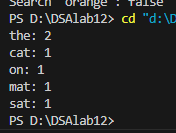 Search "orange": false
PS D:\DSAlab12> cd "d:\D
the: 2
cat: 1
on: 1
mat: 1
sat: 1
PS D:\DSAlab12>